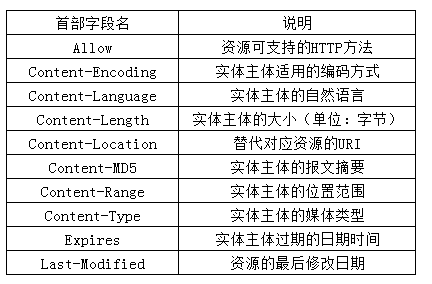 首部字段名 说明
Allow 资源可支持的HTTP方法
Content-Encoding 实体主体适用的编码方式
Content-Language 实体主体的自然语言
Content-Length 实体主体的大小（单位：字节）
Content-Location 替代对应资源的URI
Content-MD5 实体主体的报文摘要
Content-Range 实体主体的位置范围
Content-Type 实体主体的媒体类型
Expires 实体主体过期的日期时间
Last-Modified 资源的最后修改日期